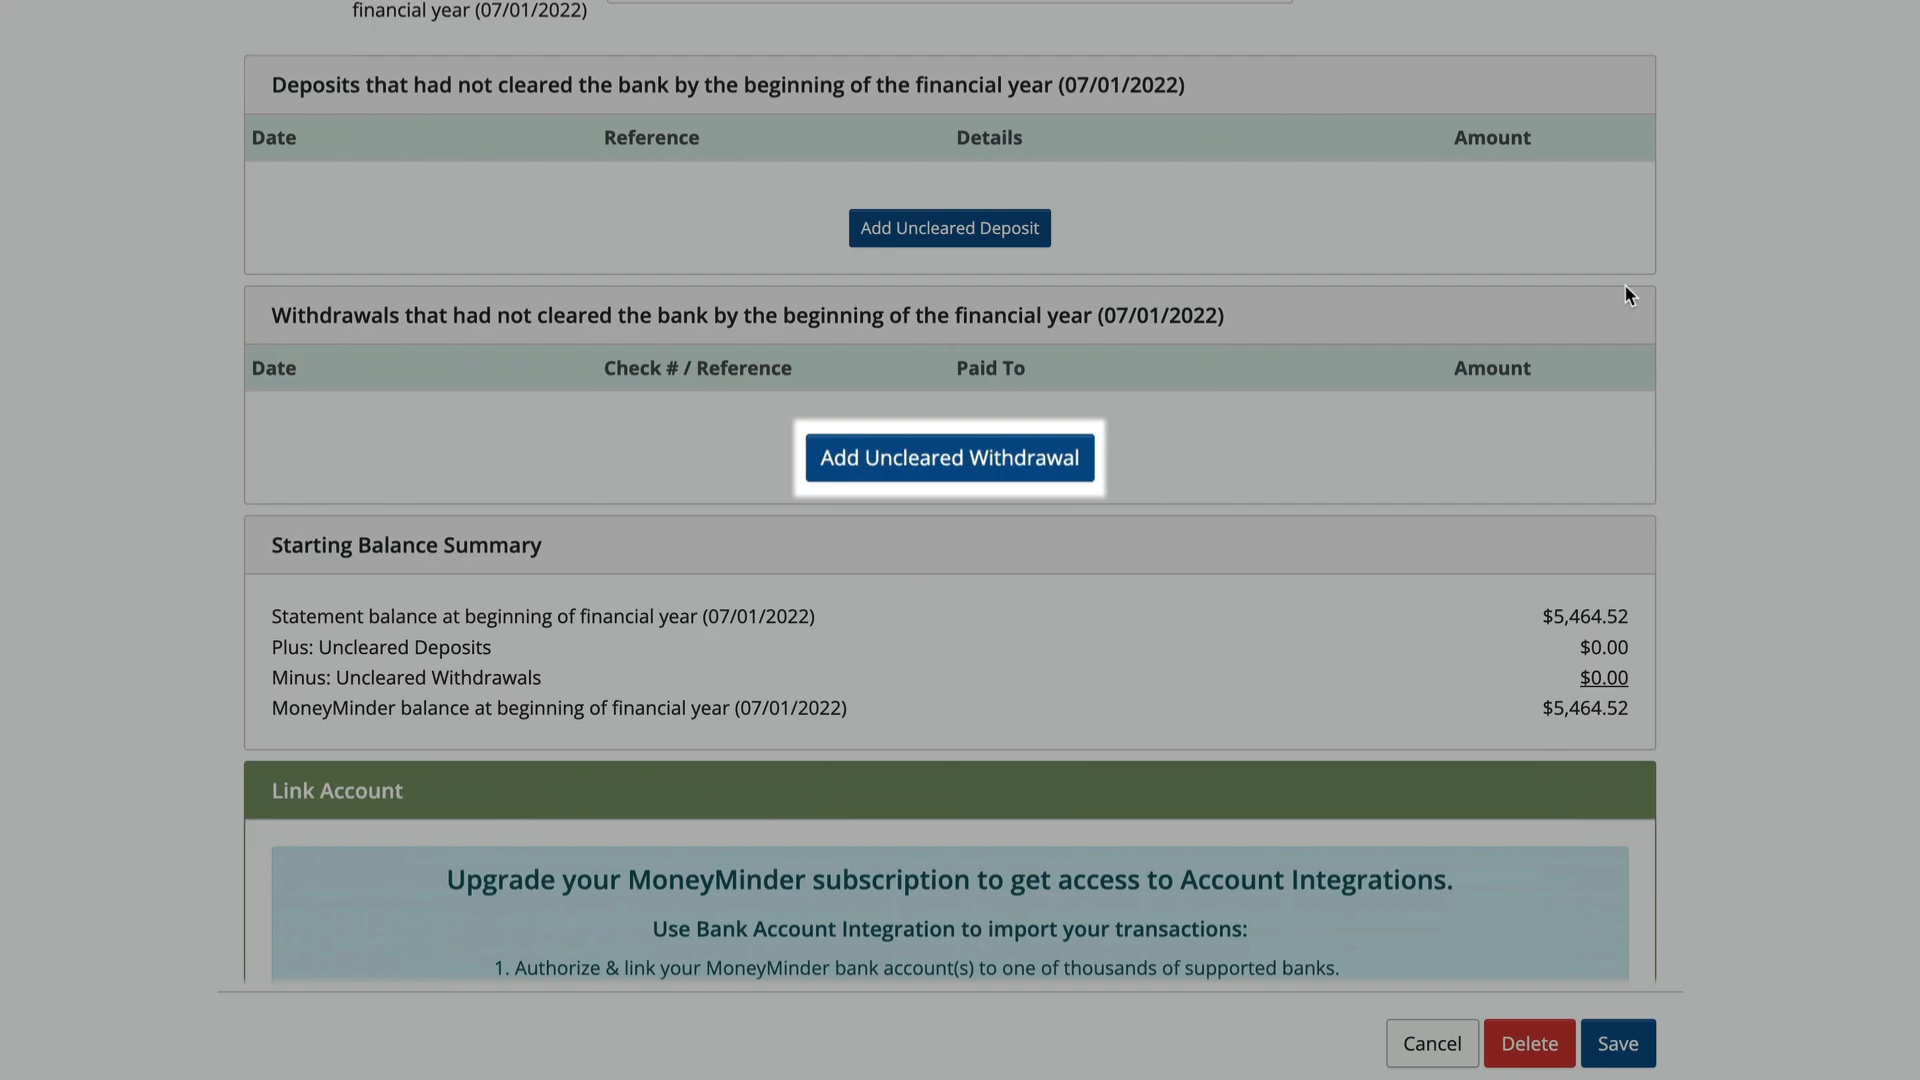 financial year (07/01/2022)
Deposits that had not cleared the bank by the beginning of the financial year (07/01/2022)
Date Reference Details Amount
Add Uncleared Deposit
Withdrawals that had not cleared the bank by the beginning of the financial year (07/01/2022)
Date Check # / Reference Paid To Amount
Add Uncleared Withdrawal
Starting Balance Summary
Statement balance at beginning of financial year (07/01/2022) $5,464.52
Plus: Uncleared Deposits $0.00
Minus: Uncleared Withdrawals $0.00
MoneyMinder balance at beginning of financial year (07/01/2022) $5,464.52
Link Account
Upgrade your MoneyMinder subscription to get access to Account Integrations.
Use Bank Account Integration to import your transactions:
1. Authorize & link your MoneyMinder bank account(s) to one of thousands of supported banks.
Cancel Delete Save